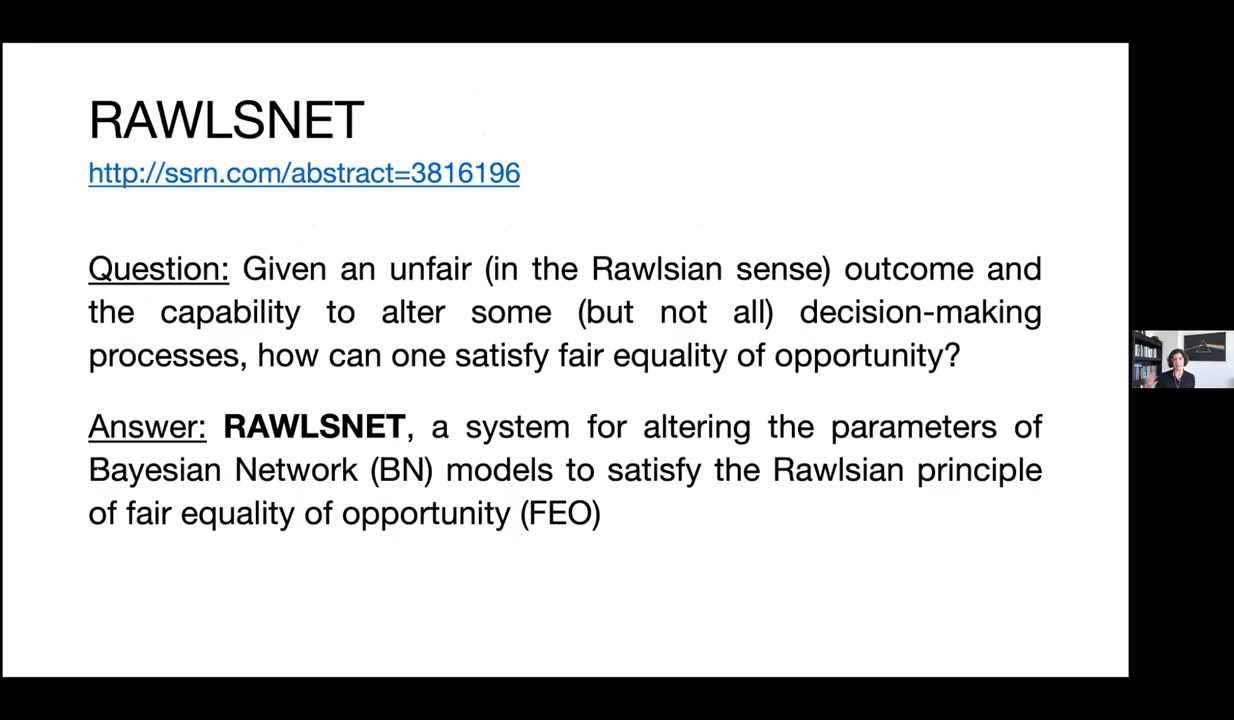 RAWLSNET
http://ssrn.com/abstract=3816196
Question: Given an unfair (in the Rawlsian sense) outcome and
the capability to alter some (but not all) decision-making
processes, how can one satisfy fair equality of opportunity?
Answer: RAWLSNET, a system for altering the parameters of
Bayesian Network (BN) models to satisfy the Rawlsian principle
of fair equality of opportunity (FEO)